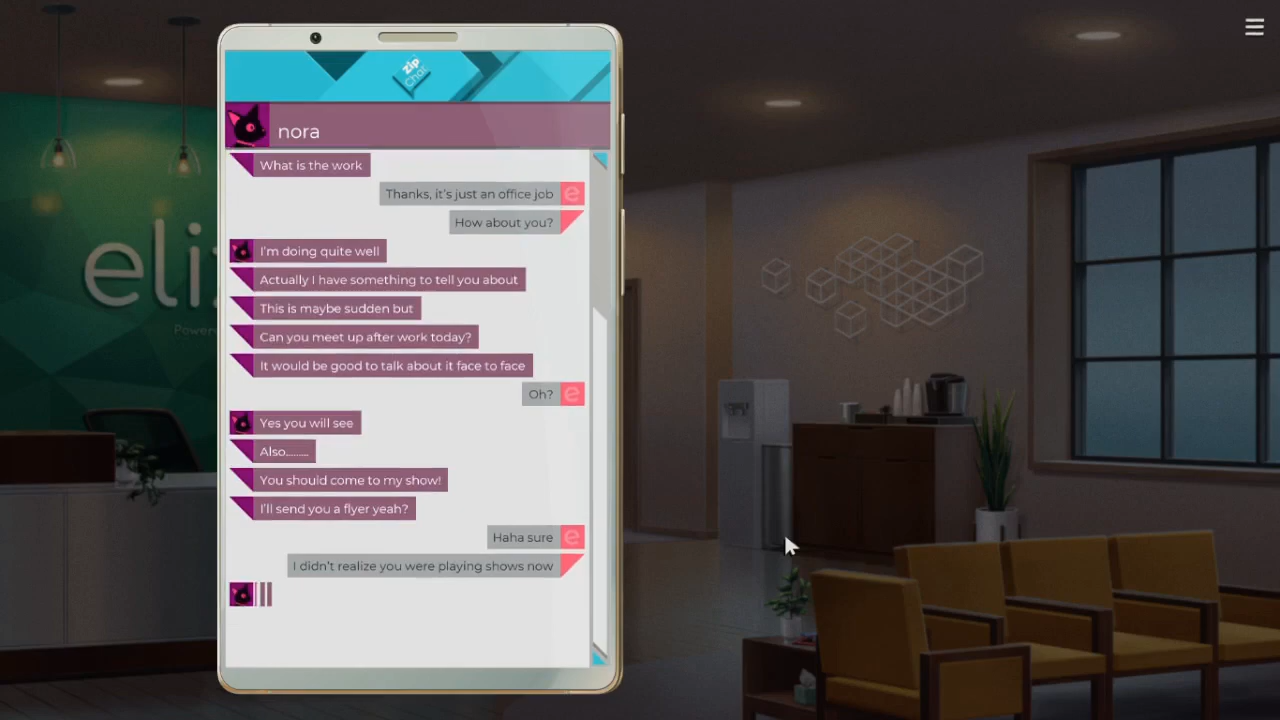 zip
Chat
nora
What is the work
Thanks, it's just an office job
How about you?
I'm doing quite well
Actually I have something to tell you about
This is maybe sudden but
Can you meet up after work today?
It would be good to talk about it face to face
Oh?
Yes you will see
Also.........
You should come to my show!
I'll send you a flyer yeah?
Haha sure
I didn't realize you were playing shows now
eli
Powe